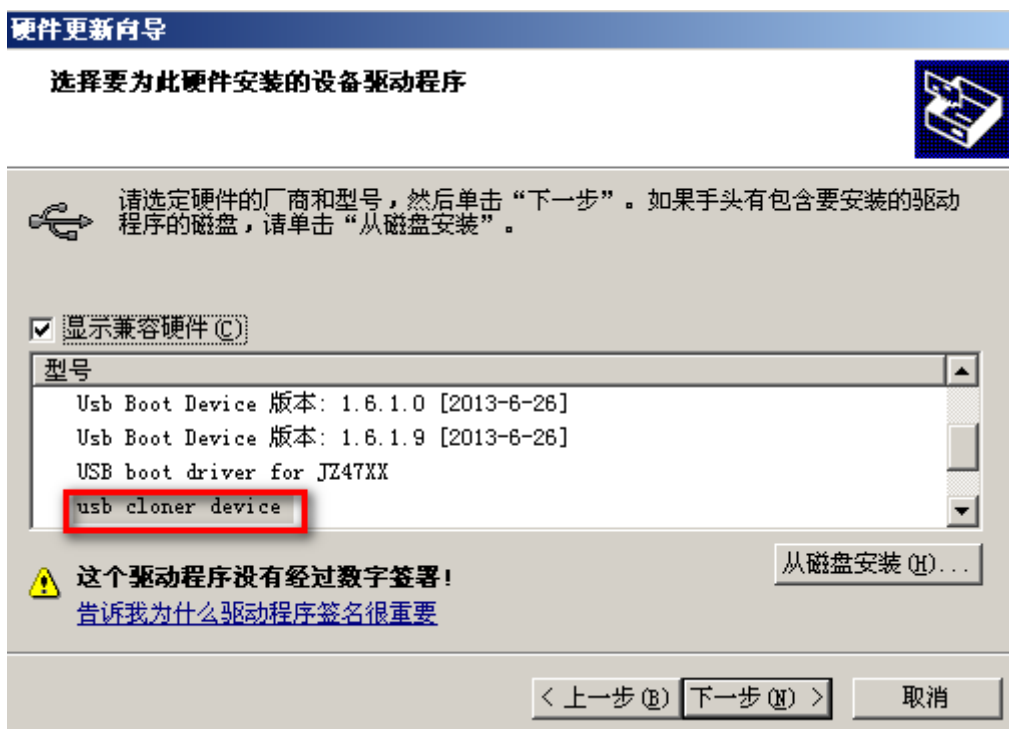 硬件更新向导
选择要为此硬件安装的设备驱动程序
请选定硬件的厂商和型号，然后单击“下一步”。如果手头有包含要安装的驱动
程序的磁盘，请单击“从磁盘安装”。
显示兼容硬件(C)
型号
Usb Boot Device 版本: 1.6.1.0 [2013-6-26]
Usb Boot Device 版本: 1.6.1.9 [2013-6-26]
USB boot driver for JZ47XX
usb cloner device
从磁盘安装(H)...
这个驱动程序没有经过数字签署!
告诉我为什么驱动程序签名很重要
< 上一步(B)
下一步(N) >
取消